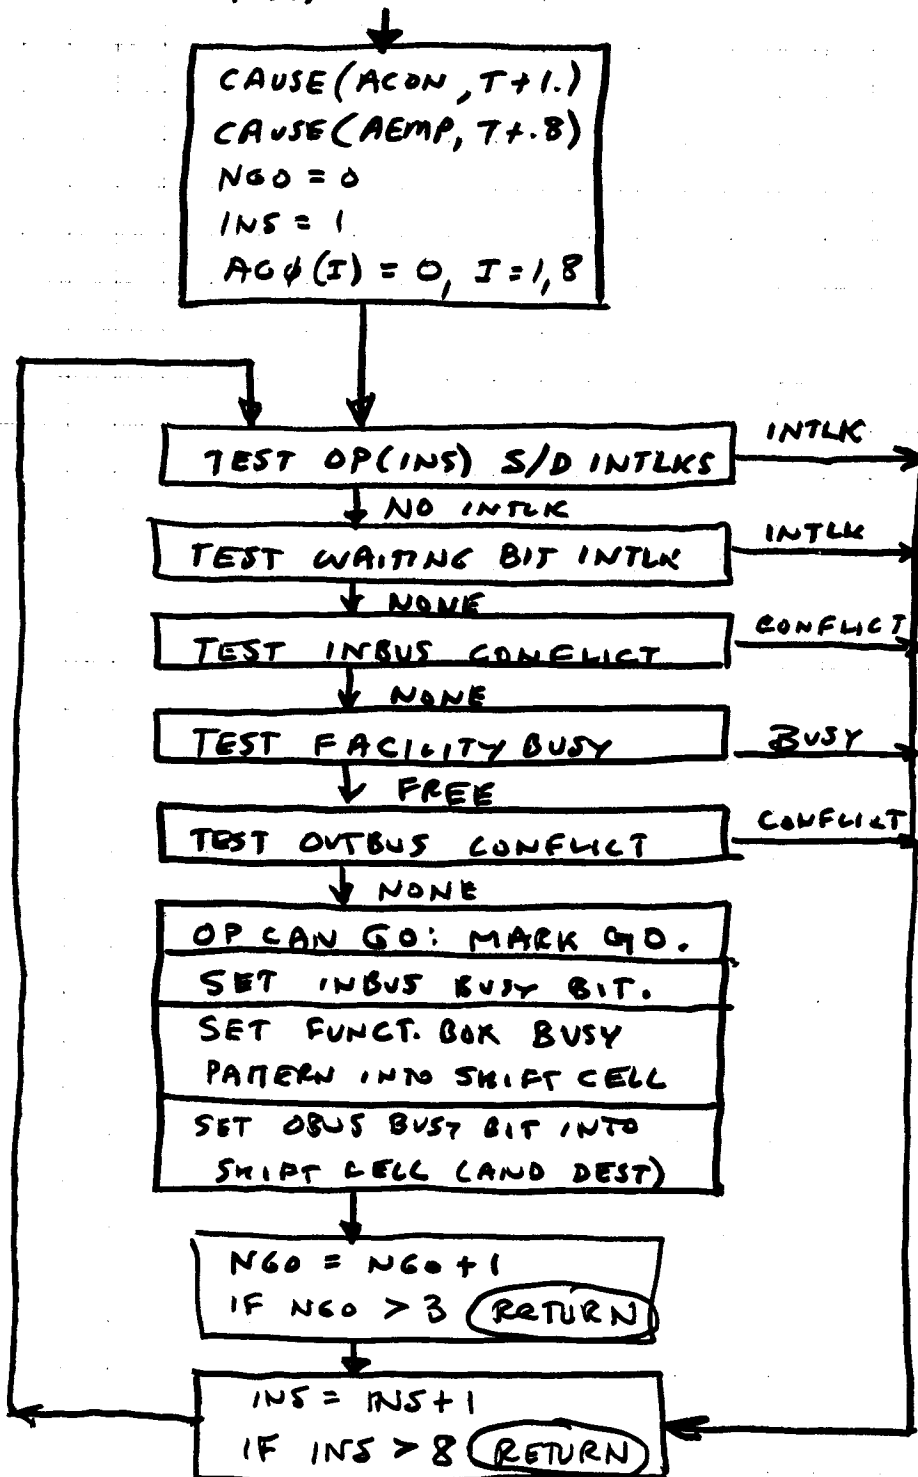 CAUSE(ACON, T+1.)
CAUSE(AEMP, T+.8)
NGO = 0
INS = 1
AGϕ(I) = 0, I=1,8
TEST OP(INS) S/D INTLKS
INTLK
NO INTLK
TEST WAITING BIT INTLK
INTLK
NONE
TEST INBUS CONFLICT
CONFLICT
NONE
TEST FACILITY BUSY
BUSY
FREE
TEST OUTBUS CONFLICT
CONFLICT
NONE
OP CAN GO: MARK GO.
SET INBUS BUSY BIT.
SET FUNCT. BOX BUSY
PATTERN INTO SHIFT CELL
SET OBUS BUSY BIT INTO
SHIFT CELL (AND DEST)
NGO = NGO + 1
IF NGO > 3 RETURN
INS = INS + 1
IF INS > 8 RETURN